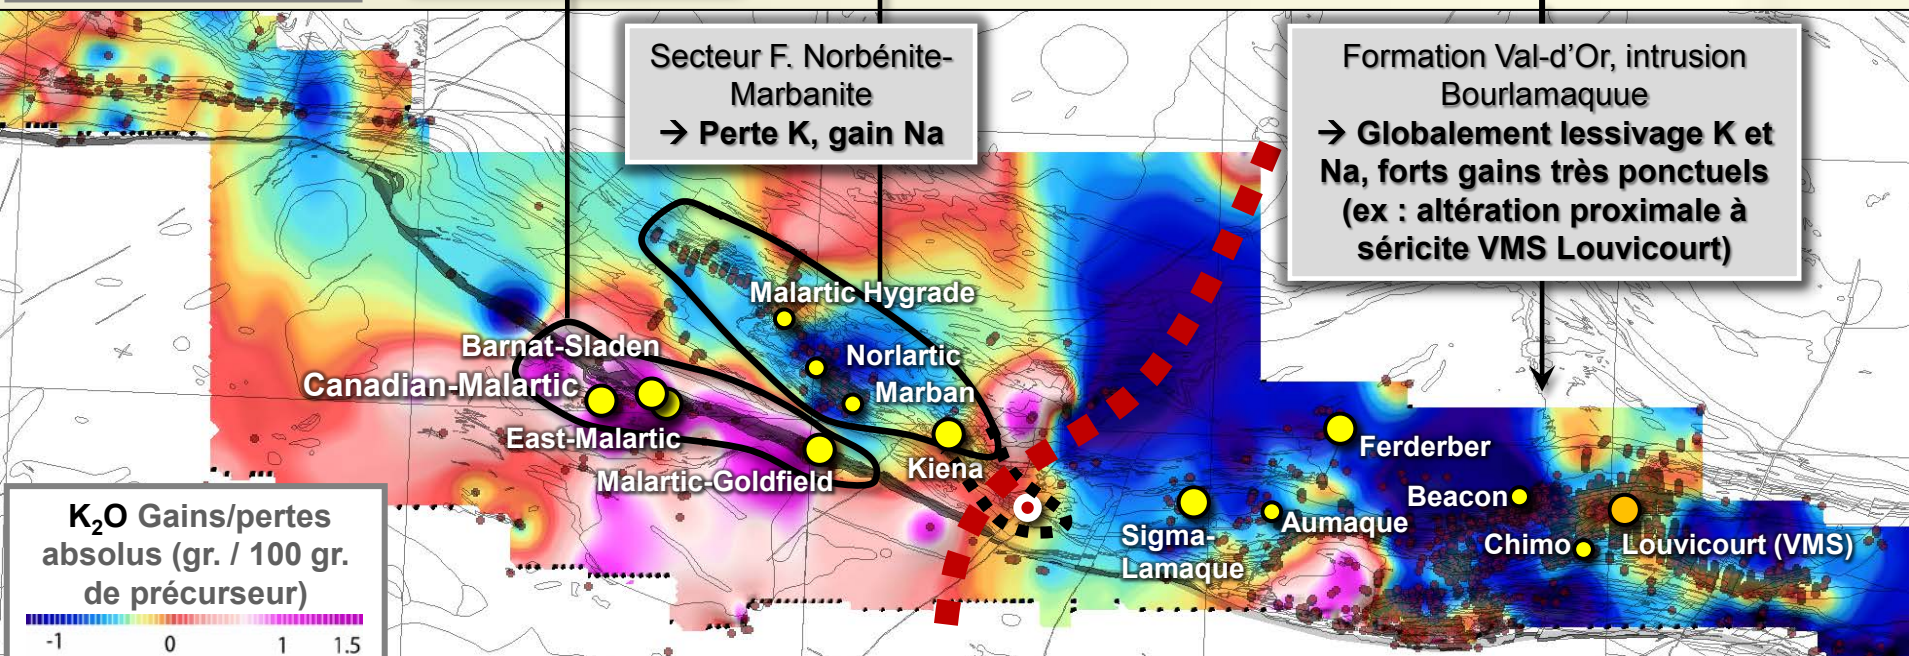 Secteur F. Norbénite-
Marbanite
→ Perte K, gain Na
Formation Val-d’Or, intrusion
Bourlamaquue
→ Globalement lessivage K et
Na, forts gains très ponctuels
(ex : altération proximale à
séricite VMS Louvicourt)
Malartic Hygrade
Barnat-Sladen
Norlartic
Canadian-Malartic
Marban
East-Malartic
Malartic-Goldfield
Kiena
Ferderber
Beacon
Aumaque
Sigma-
Lamaque
Chimo
Louvicourt (VMS)
K2O Gains/pertes
absolus (gr. / 100 gr.
de précurseur)
-1 0 1 1.5